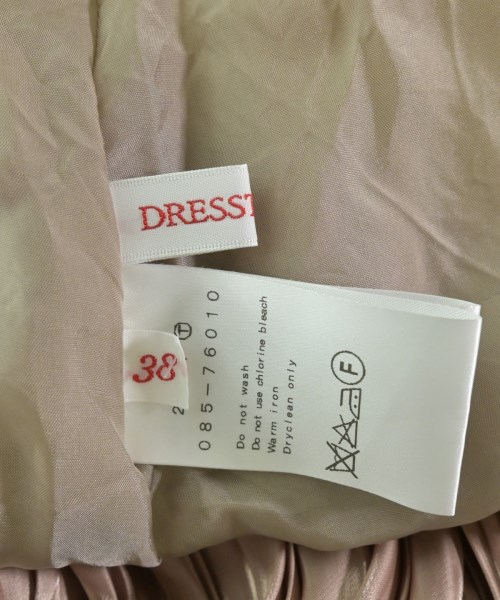 DRESST
38
2
T
085-76010
Do not wash
Do not use chlorine bleach
Warm iron
Dryclean only
F